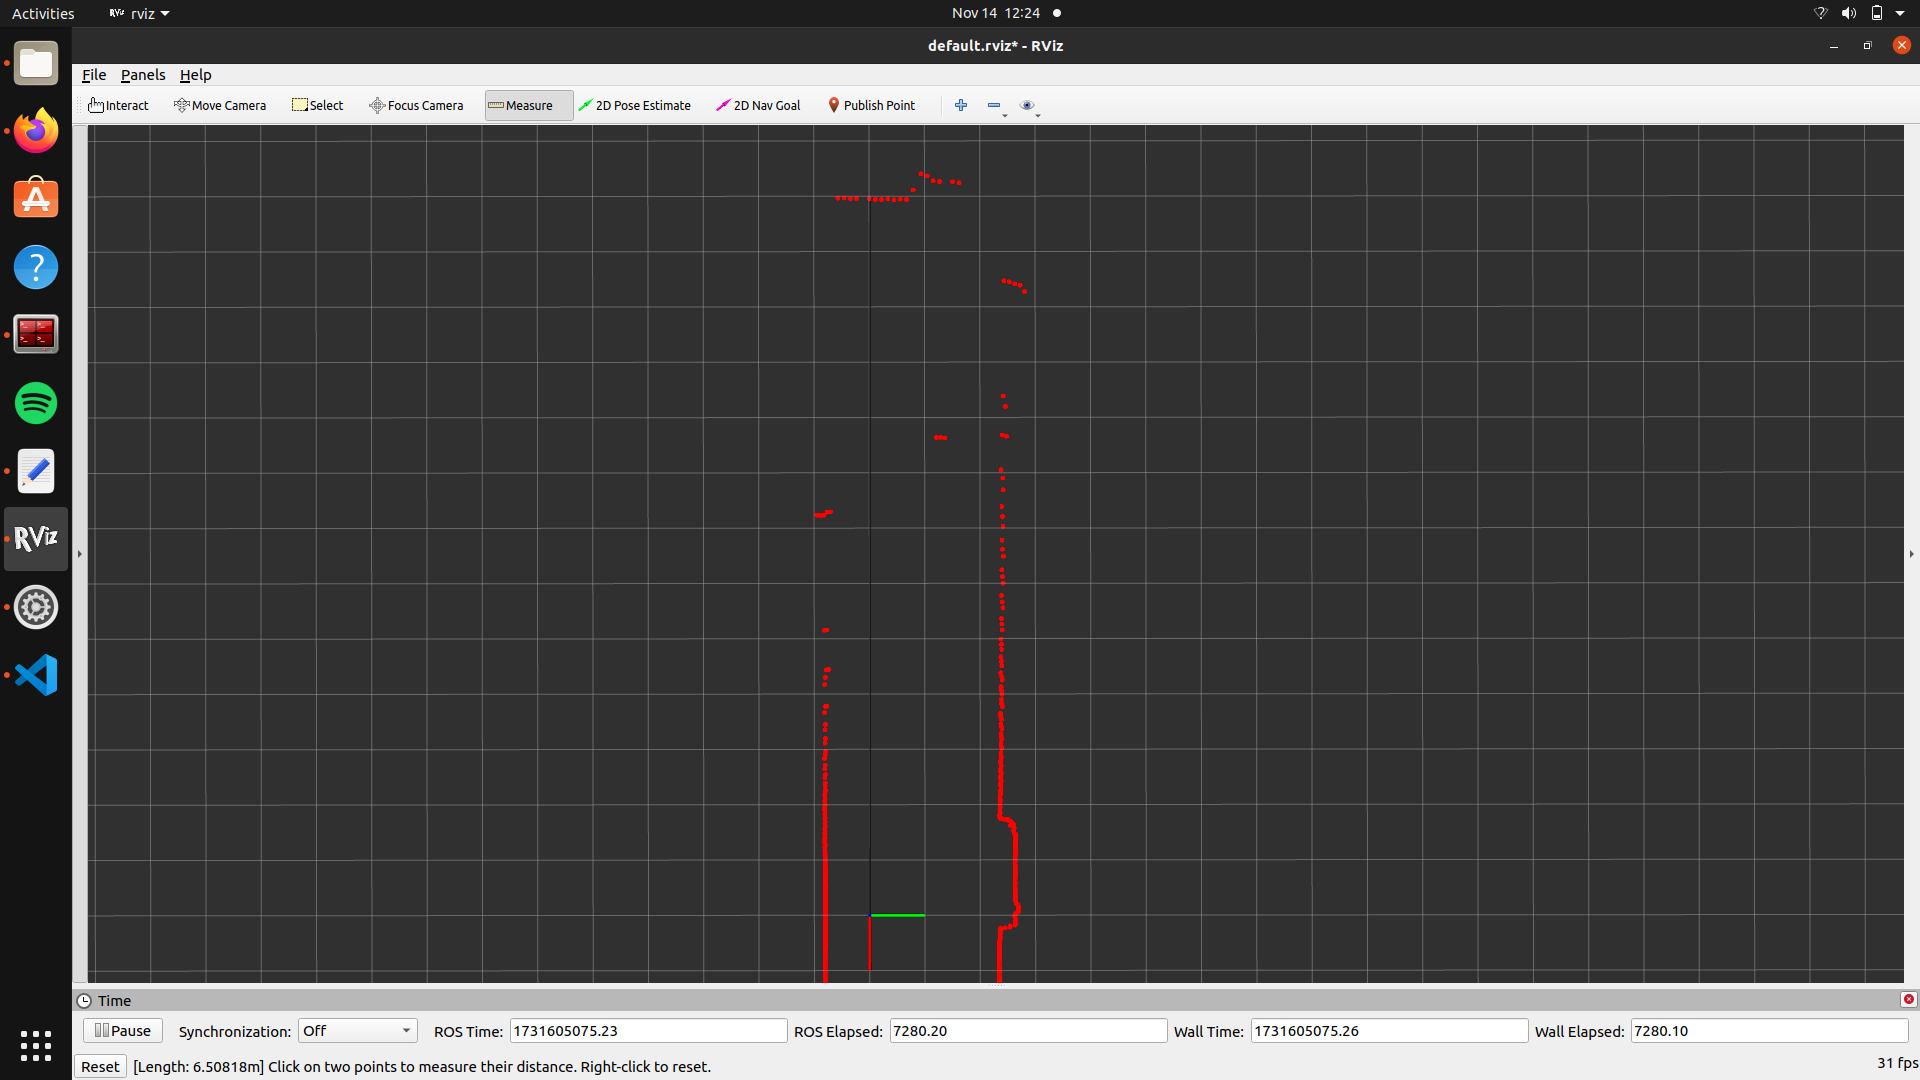 Activities RViz rviz Nov 14 12:24
default.rviz* - RViz
File Panels Help
Interact Move Camera Select Focus Camera Measure 2D Pose Estimate 2D Nav Goal Publish Point
RViz
Time
Pause Synchronization: Off ROS Time: 1731605075.23 ROS Elapsed: 7280.20 Wall Time: 1731605075.26 Wall Elapsed: 7280.10
Reset [Length: 6.50818m] Click on two points to measure their distance. Right-click to reset. 31 fps